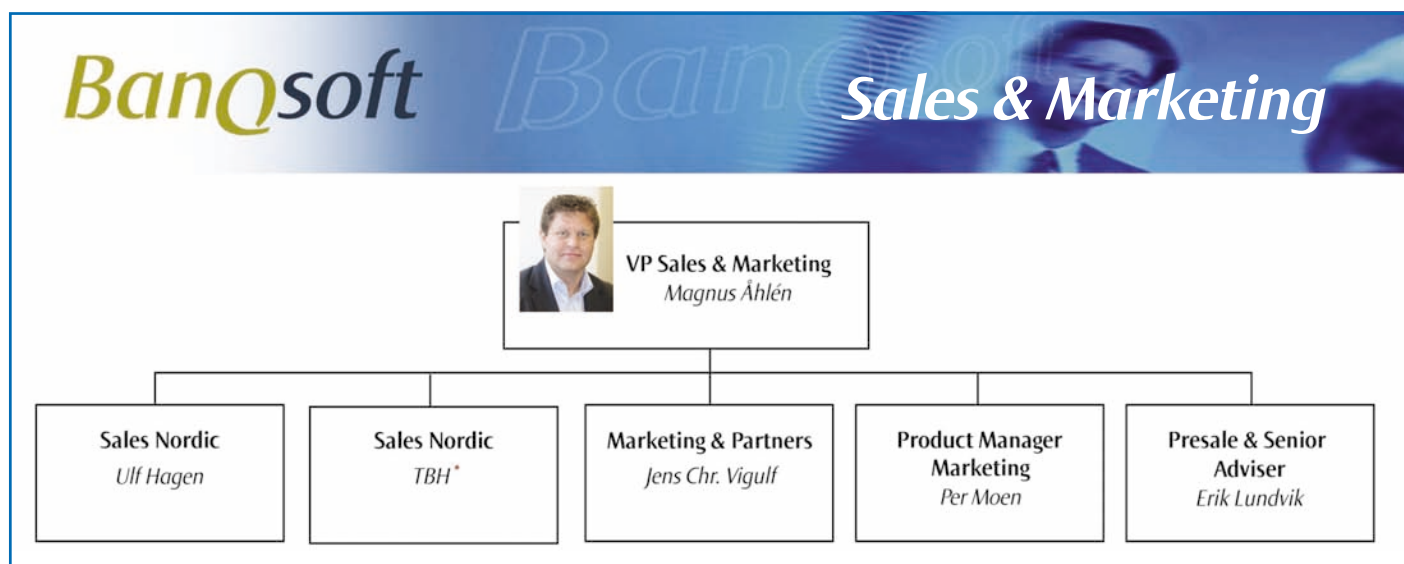 BanQsoft
BanQsoft
Sales & Marketing
VP Sales & Marketing
Magnus Åhlén
Sales Nordic
Ulf Hagen
Sales Nordic
TBH*
Marketing & Partners
Jens Chr. Vigulf
Product Manager
Marketing
Per Moen
Presale & Senior
Adviser
Erik Lundvik